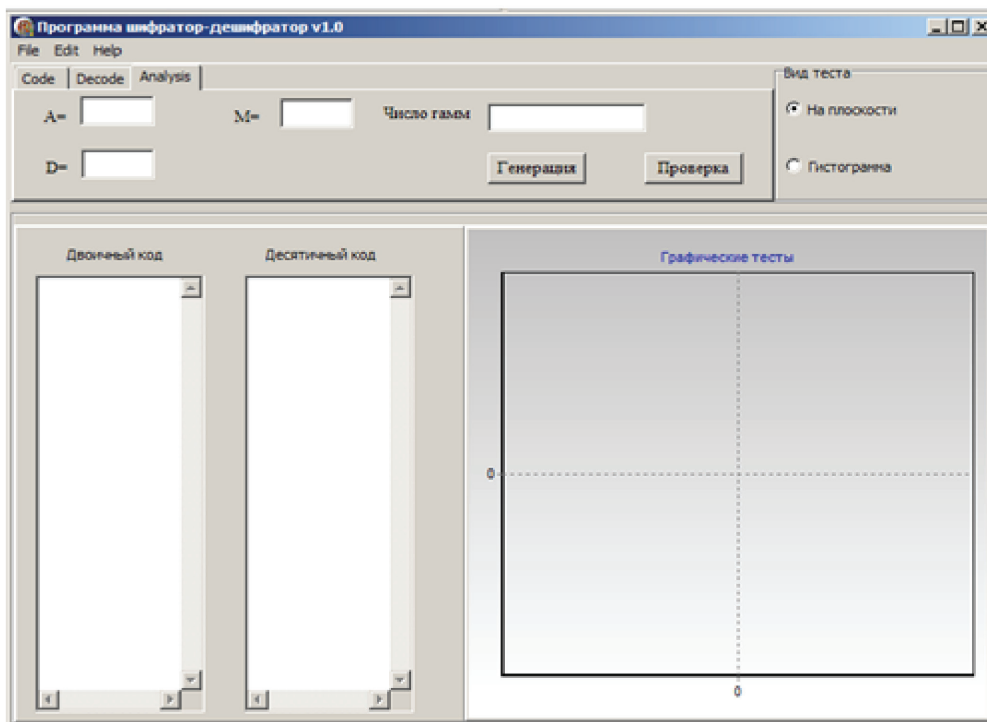 Программа шифратор-дешифратор v1.0
File Edit Help
Code Decode Analysis
Вид теста
A= M= Число гамм
На плоскости
D= Генерация Проверка
Гистограмма
Двоичный код Десятичный код
Графические тесты
0
0